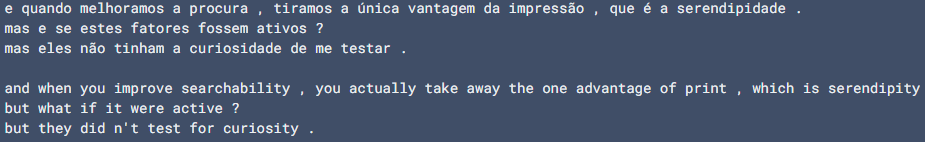 e quando melhoramos a procura , tiramos a única vantagem da impressão , que é a serendipidade .
mas e se estes fatores fossem ativos ?
mas eles não tinham a curiosidade de me testar .
and when you improve searchability , you actually take away the one advantage of print , which is serendipity
but what if it were active ?
but they did n't test for curiosity .